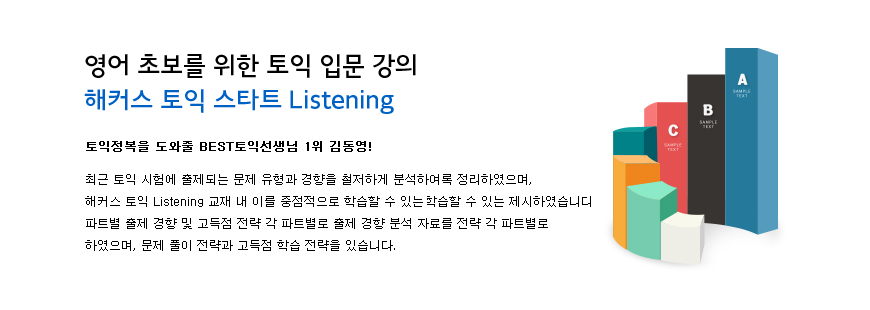 영어 초보를 위한 토익 입문 강의
해커스 토익 스타트 Listening
토익정복을 도와줄 BEST토익선생님 1위 김동영!
최근 토익 시험에 출제되는 문제 유형과 경향을 철저하게 분석하여록 정리하였으며,
해커스 토익 Listening 교재 내 이를 중점적으로 학습할 수 있는학습할 수 있는 제시하였습니다
파트별 출제 경향 및 고득점 전략 각 파트별로 출제 경향 분석 자료를 전략 각 파트별로
하였으며, 문제 풀이 전략과 고득점 학습 전략을 있습니다.
A
SAMPLE
TEXT
B
SAMPLE
TEXT
C
SAMPLE
TEXT